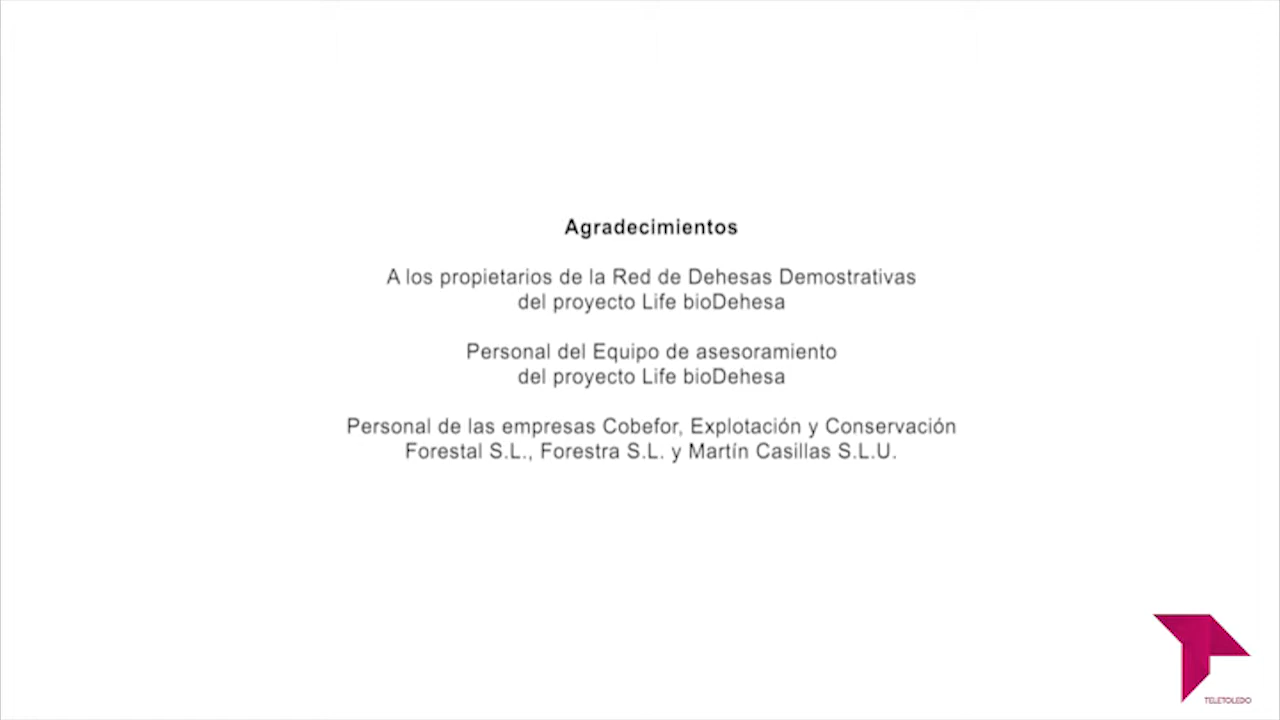 Agradecimientos
A los propietarios de la Red de Dehesas Demostrativas
del proyecto Life bioDehesa
Personal del Equipo de asesoramiento
del proyecto Life bioDehesa
Personal de las empresas Cobefor, Explotación y Conservación
Forestal S.L., Forestra S.L. y Martín Casillas S.L.U.
TELETOLEDO